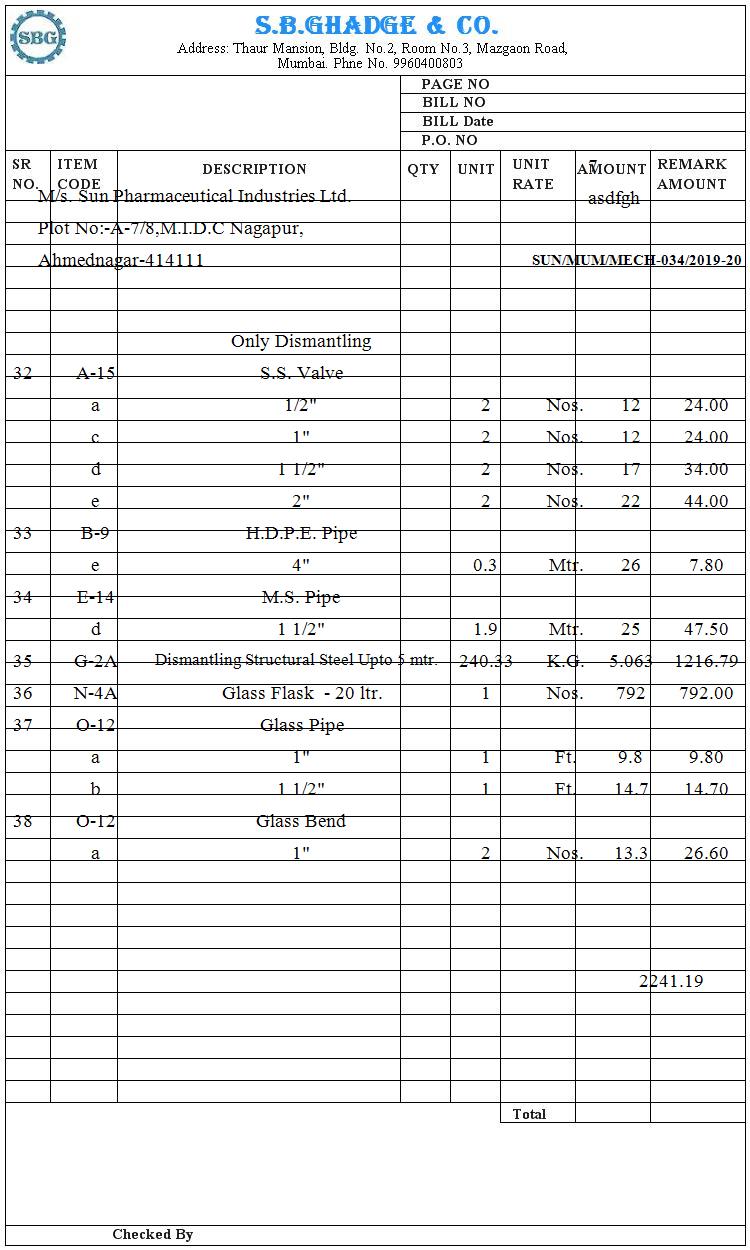 SBG
S.B.GHADGE & CO.
Address: Thaur Mansion, Bldg. No.2, Room No.3, Mazgaon Road,
Mumbai. Phne No. 9960400803
PAGE NO
BILL NO
BILL Date
P.O. NO
SR NO. ITEM CODE DESCRIPTION QTY UNIT UNIT RATE AMOUNT REMARK AMOUNT
7
M/s. Sun Pharmaceutical Industries Ltd. asdfgh
Plot No:-A-7/8,M.I.D.C Nagapur,
Ahmednagar-414111 SUN/MUM/MECH-034/2019-20
Only Dismantling
32 A-15 S.S. Valve
a 1/2" 2 Nos. 12 24.00
c 1" 2 Nos. 12 24.00
d 1 1/2" 2 Nos. 17 34.00
e 2" 2 Nos. 22 44.00
33 B-9 H.D.P.E. Pipe
e 4" 0.3 Mtr. 26 7.80
34 E-14 M.S. Pipe
d 1 1/2" 1.9 Mtr. 25 47.50
35 G-2A Dismantling Structural Steel Upto 5 mtr. 240.33 K.G. 5.063 1216.79
36 N-4A Glass Flask - 20 ltr. 1 Nos. 792 792.00
37 O-12 Glass Pipe
a 1" 1 Ft. 9.8 9.80
b 1 1/2" 1 Ft. 14.7 14.70
38 O-12 Glass Bend
a 1" 2 Nos. 13.3 26.60
2241.19
Total
Checked By